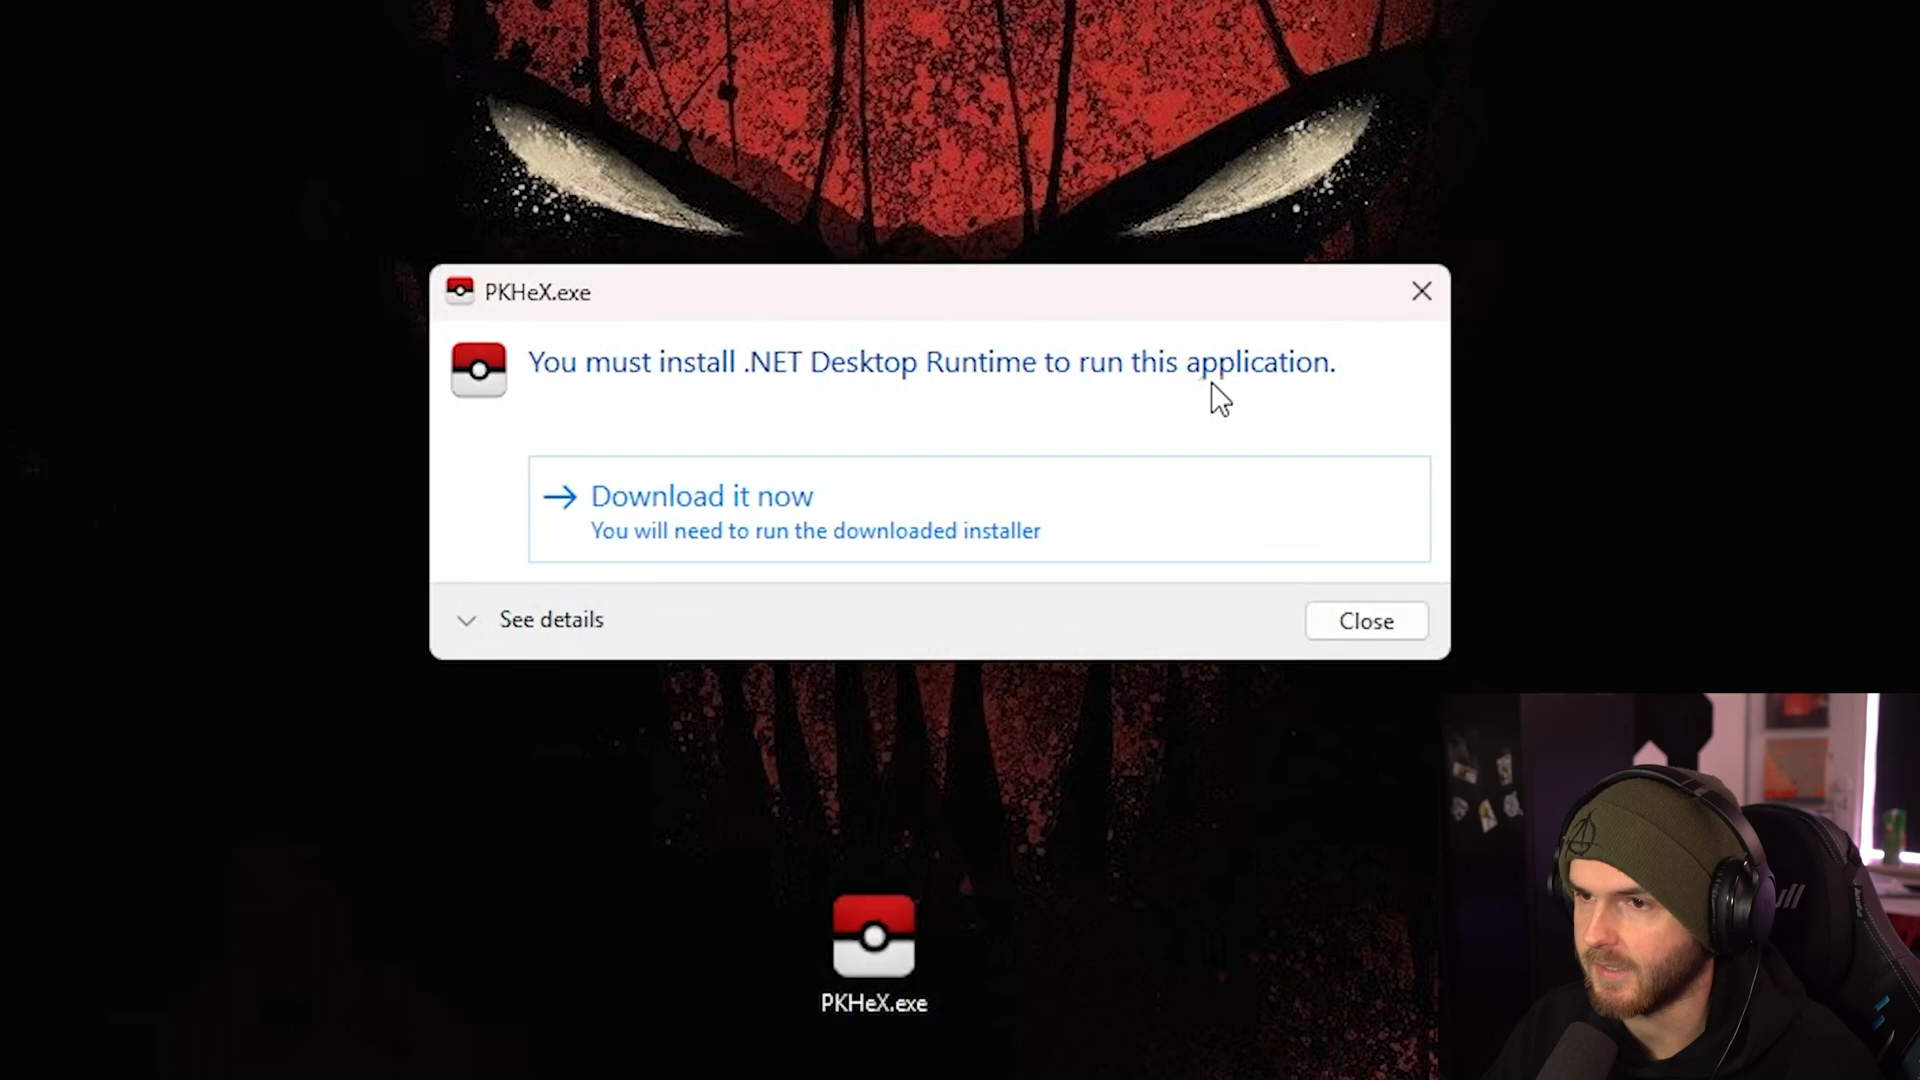 PKHeX.exe
You must install .NET Desktop Runtime to run this application.
Download it now
You will need to run the downloaded installer
See details
Close
PKHeX.exe